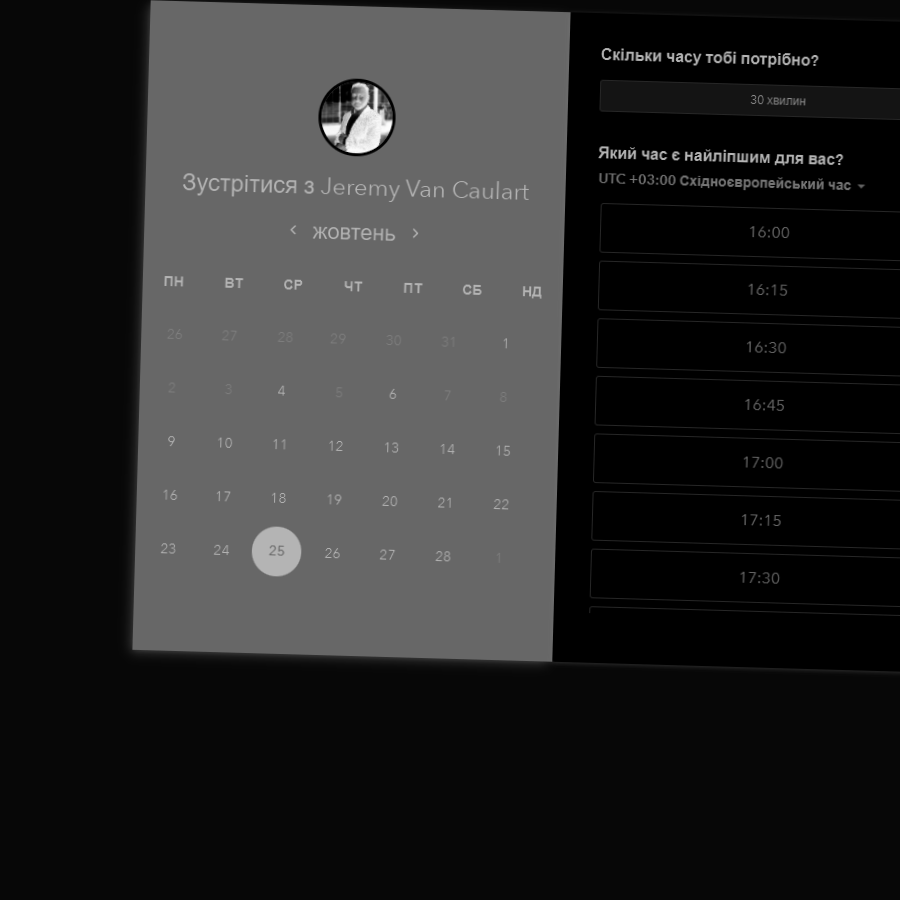 Зустрітися з Jeremy Van Caulart
‹ жовтень ›
ПН ВТ СР ЧТ ПТ СБ НД
26 27 28 29 30 31 1
2 3 4 5 6 7 8
9 10 11 12 13 14 15
16 17 18 19 20 21 22
23 24 25 26 27 28 1
Скільки часу тобі потрібно?
30 хвилин
Який час є найліпшим для вас?
UTC +03:00 Східноєвропейський час
16:00
16:15
16:30
16:45
17:00
17:15
17:30